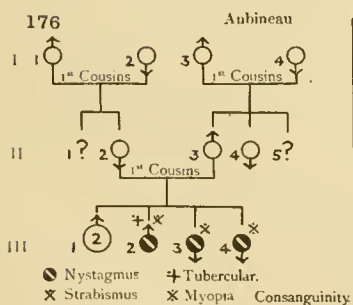 176 Aubineau
I 1 2 3 4
1st Cousins 1st Cousins
II 1 ? 2 3 4 5 ?
1st Cousins
III 1 2 2 3 4
Nystagmus Tubercular.
Strabismus Myopia Consanguinity.